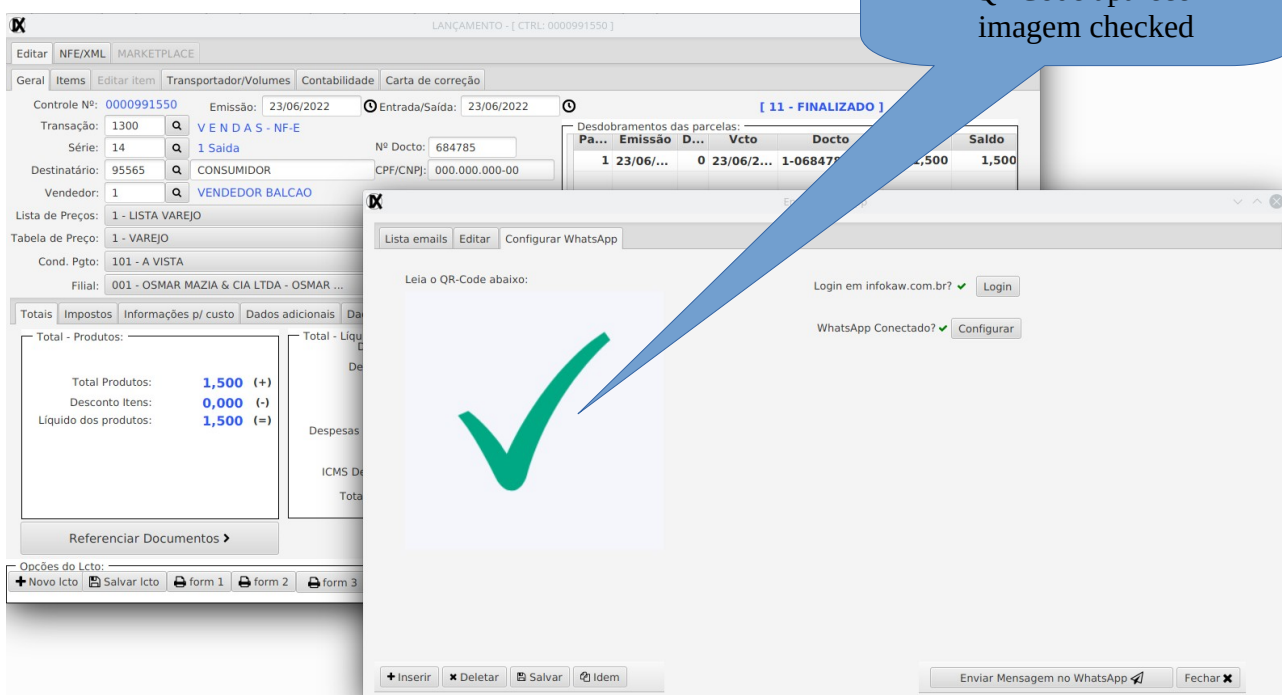 imagem checked
LANÇAMENTO - [ CTRL: 0000991550 ]
Editar NFE/XML MARKETPLACE
Geral Items Editar item Transportador/Volumes Contabilidade Carta de correção
Controle Nº: 0000991550 Emissão: 23/06/2022 Entrada/Saída: 23/06/2022 [ 11 - FINALIZADO ]
Transação: 1300 V E N D A S - NF-E
Série: 14 1 Saida Nº Docto: 684785
Destinatário: 95565 CONSUMIDOR CPF/CNPJ: 000.000.000-00
Vendedor: 1 VENDEDOR BALCAO
Lista de Preços: 1 - LISTA VAREJO
Tabela de Preço: 1 - VAREJO
Cond. Pgto: 101 - A VISTA
Filial: 001 - OSMAR MAZIA & CIA LTDA - OSMAR ...
Desdobramentos das parcelas:
Pa... Emissão D... Vcto Docto Saldo
1 23/06/... 0 23/06/2... 1,500
Totais Impostos Informações p/ custo Dados adicionais
Total - Produtos:
Total Produtos: 1,500 (+)
Desconto Itens: 0,000 (-)
Líquido dos produtos: 1,500 (=)
Despesas
Referenciar Documentos
Opções do Lcto:
Novo lcto Salvar lcto form 1 form 2 form 3
Lista emails Editar Configurar WhatsApp
Leia o QR-Code abaixo:
Login em infokaw.com.br? Login
WhatsApp Conectado? Configurar
Inserir Deletar Salvar Idem
Enviar Mensagem no WhatsApp Fechar